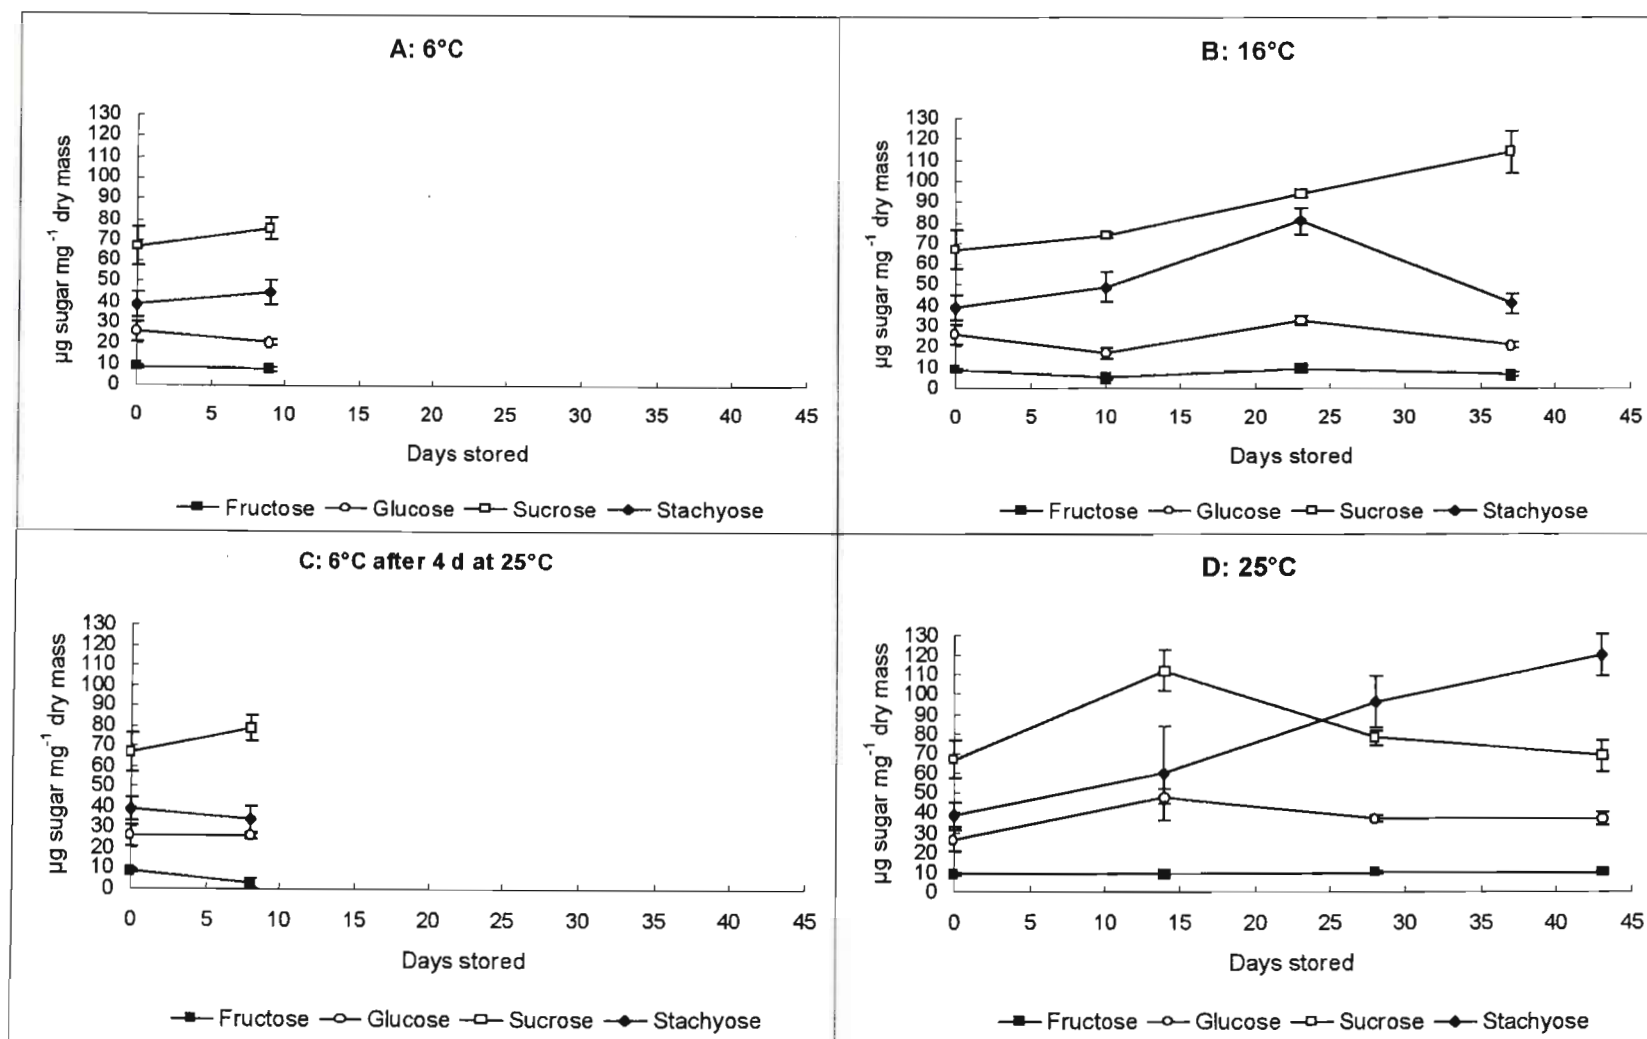 A: 6°C
130
120
110
100
90
80
70
60
50
40
30
20
10
0
µg sugar mg⁻¹ dry mass
0 5 10 15 20 25 30 35 40 45
Days stored
Fructose Glucose Sucrose Stachyose
B: 16°C
130
120
110
100
90
80
70
60
50
40
30
20
10
0
µg sugar mg⁻¹ dry mass
0 5 10 15 20 25 30 35 40 45
Days stored
Fructose Glucose Sucrose Stachyose
C: 6°C after 4 d at 25°C
130
120
110
100
90
80
70
60
50
40
30
20
10
0
µg sugar mg⁻¹ dry mass
0 5 10 15 20 25 30 35 40 45
Days stored
Fructose Glucose Sucrose Stachyose
D: 25°C
130
120
110
100
90
80
70
60
50
40
30
20
10
0
µg sugar mg⁻¹ dry mass
0 5 10 15 20 25 30 35 40 45
Days stored
Fructose Glucose Sucrose Stachyose